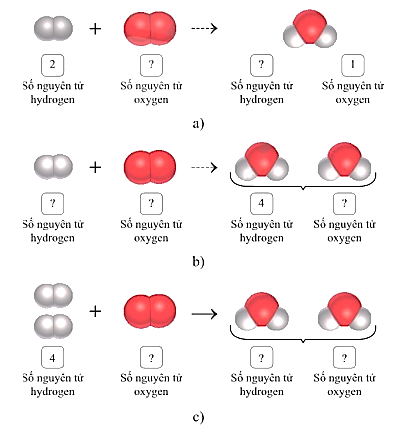 +
2 ? ? 1
Số nguyên tử Số nguyên tử Số nguyên tử Số nguyên tử
hydrogen oxygen hydrogen oxygen
a)
+
? ? 4 ?
Số nguyên tử Số nguyên tử Số nguyên tử Số nguyên tử
hydrogen oxygen hydrogen oxygen
b)
+
4 ? ? ?
Số nguyên tử Số nguyên tử Số nguyên tử Số nguyên tử
hydrogen oxygen hydrogen oxygen
c)